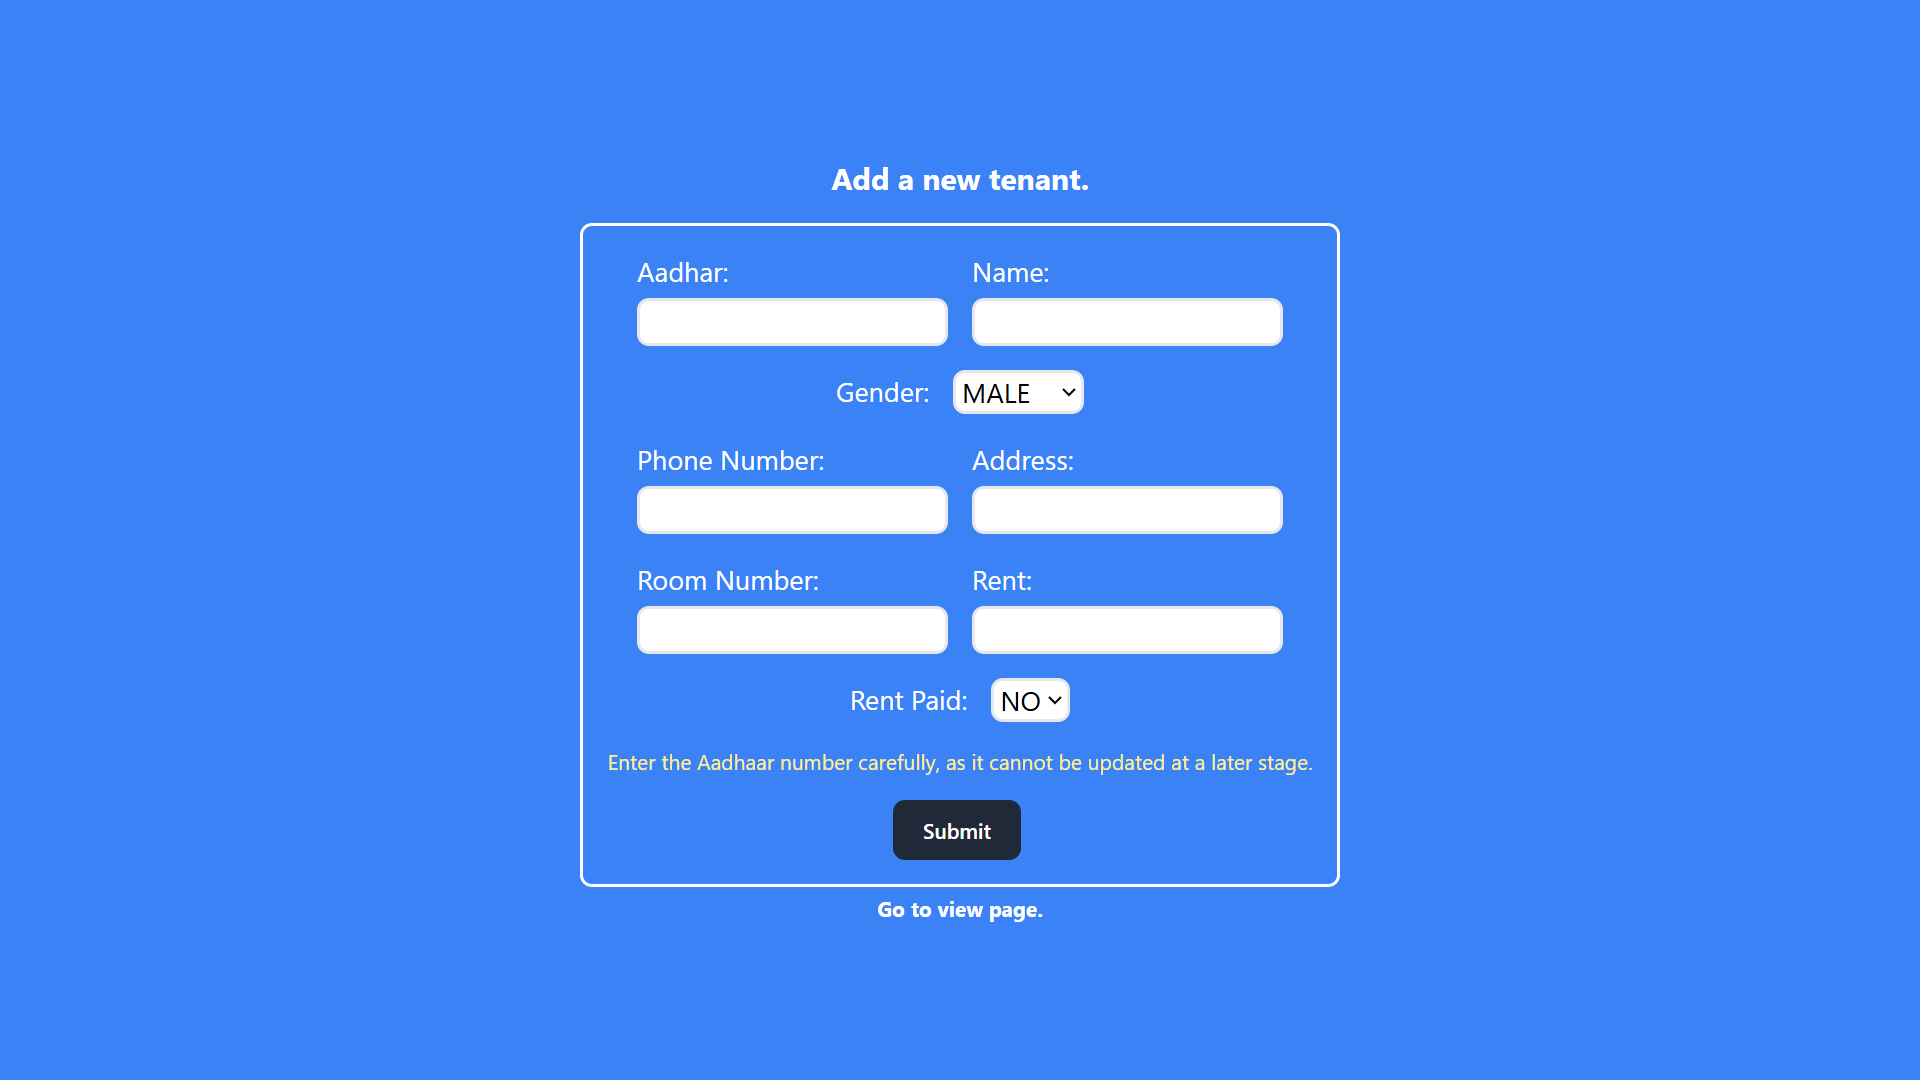 Add a new tenant.
Aadhar: Name:
Gender: MALE
Phone Number: Address:
Room Number: Rent:
Rent Paid: NO
Enter the Aadhaar number carefully, as it cannot be updated at a later stage.
Submit
Go to view page.